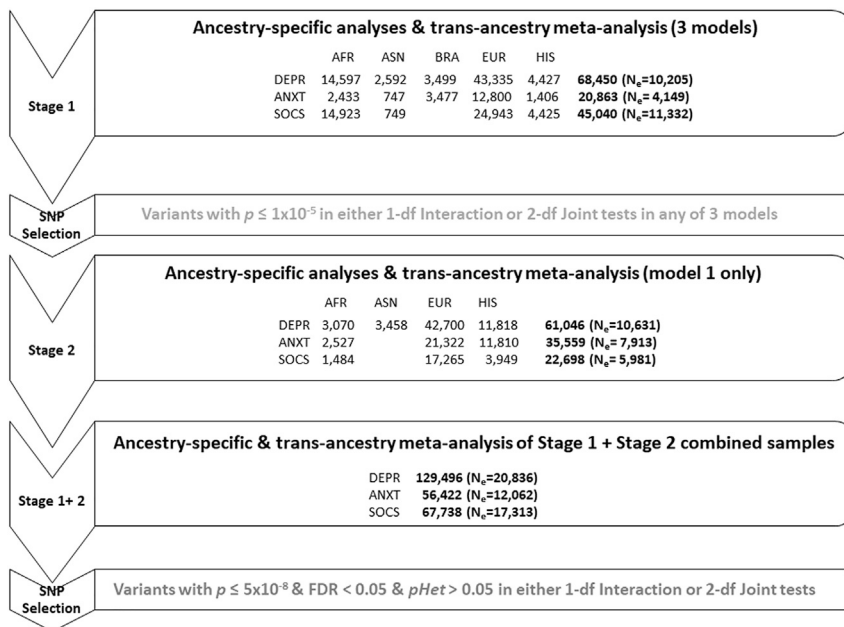 Ancestry-specific analyses & trans-ancestry meta-analysis (3 models)
AFR ASN BRA EUR HIS
DEPR 14,597 2,592 3,499 43,335 4,427 68,450 (Ne=10,205)
ANXT 2,433 747 3,477 12,800 1,406 20,863 (Ne= 4,149)
SOCS 14,923 749 24,943 4,425 45,040 (Ne=11,332)
Stage 1
SNP
Selection
Variants with p ≤ 1x10-5 in either 1-df Interaction or 2-df Joint tests in any of 3 models
Ancestry-specific analyses & trans-ancestry meta-analysis (model 1 only)
AFR ASN EUR HIS
DEPR 3,070 3,458 42,700 11,818 61,046 (Ne=10,631)
ANXT 2,527 21,322 11,810 35,559 (Ne= 7,913)
SOCS 1,484 17,265 3,949 22,698 (Ne= 5,981)
Stage 2
Ancestry-specific & trans-ancestry meta-analysis of Stage 1 + Stage 2 combined samples
DEPR 129,496 (Ne=20,836)
ANXT 56,422 (Ne=12,062)
SOCS 67,738 (Ne=17,313)
Stage 1+ 2
SNP
Selection
Variants with p ≤ 5x10-8 & FDR < 0.05 & pHet > 0.05 in either 1-df Interaction or 2-df Joint tests